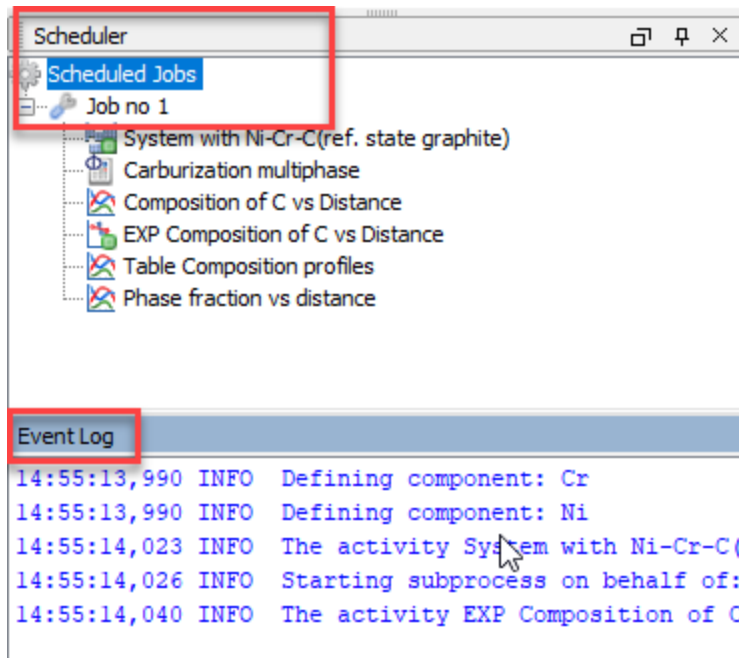 Scheduler
Scheduled Jobs
Job no 1
System with Ni-Cr-C(ref. state graphite)
Carburization multiphase
Composition of C vs Distance
EXP Composition of C vs Distance
Table Composition profiles
Phase fraction vs distance
Event Log
14:55:13,990 INFO Defining component: Cr
14:55:13,990 INFO Defining component: Ni
14:55:14,023 INFO The activity System with Ni-Cr-C(
14:55:14,026 INFO Starting subprocess on behalf of:
14:55:14,040 INFO The activity EXP Composition of C